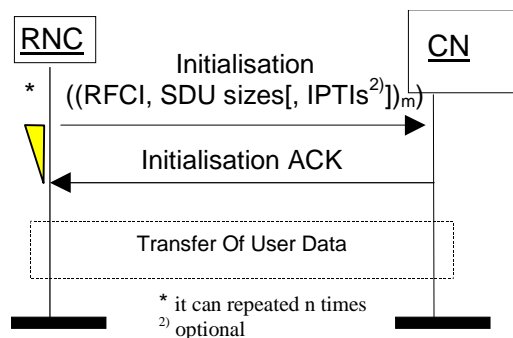 RNC
CN
Initialisation
*
((RFCI, SDU sizes[, IPTIs2)])m)
Initialisation ACK
Transfer Of User Data
* it can repeated n times
2) optional